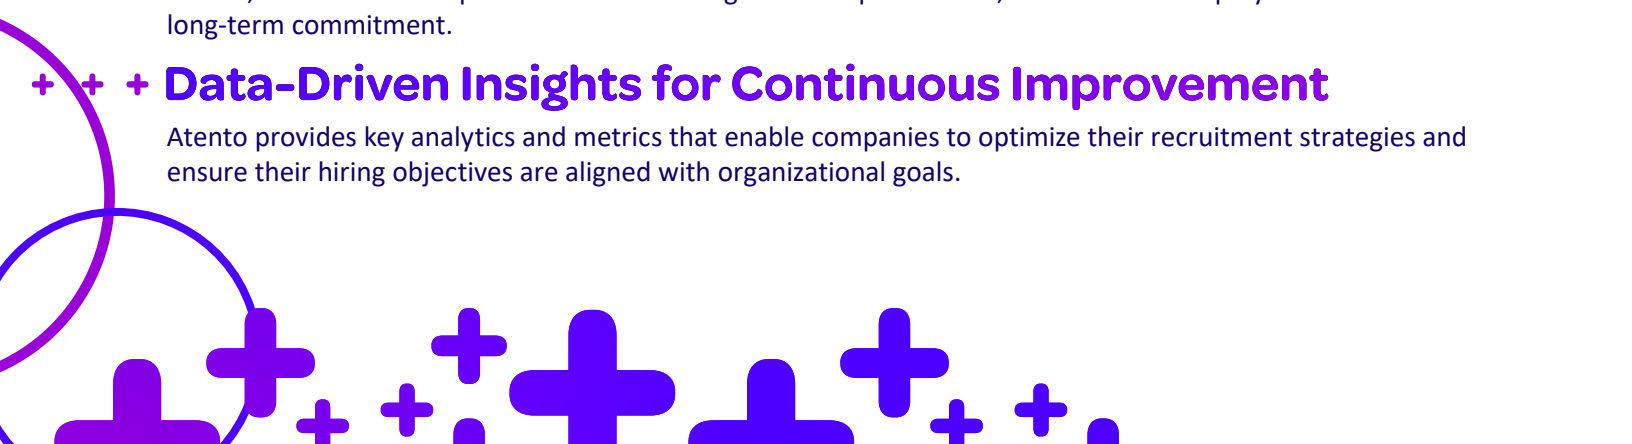 long-term commitment.
+ + + Data-Driven Insights for Continuous Improvement
Atento provides key analytics and metrics that enable companies to optimize their recruitment strategies and
ensure their hiring objectives are aligned with organizational goals.